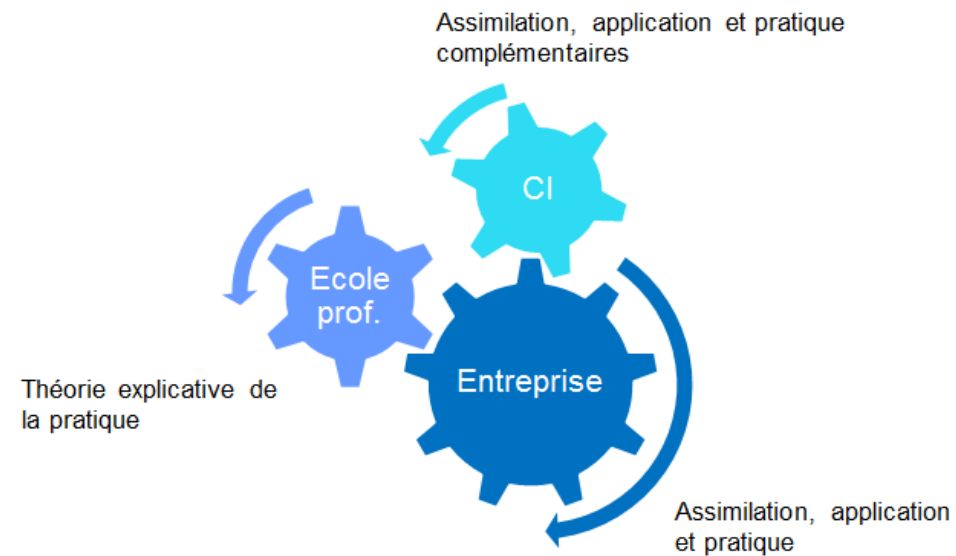 Assimilation, application et pratique
complémentaires
CI
Ecole
prof.
Entreprise
Théorie explicative de
la pratique
Assimilation, application
et pratique